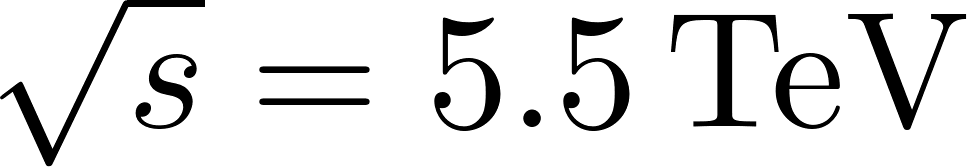 √s = 5.5 TeV